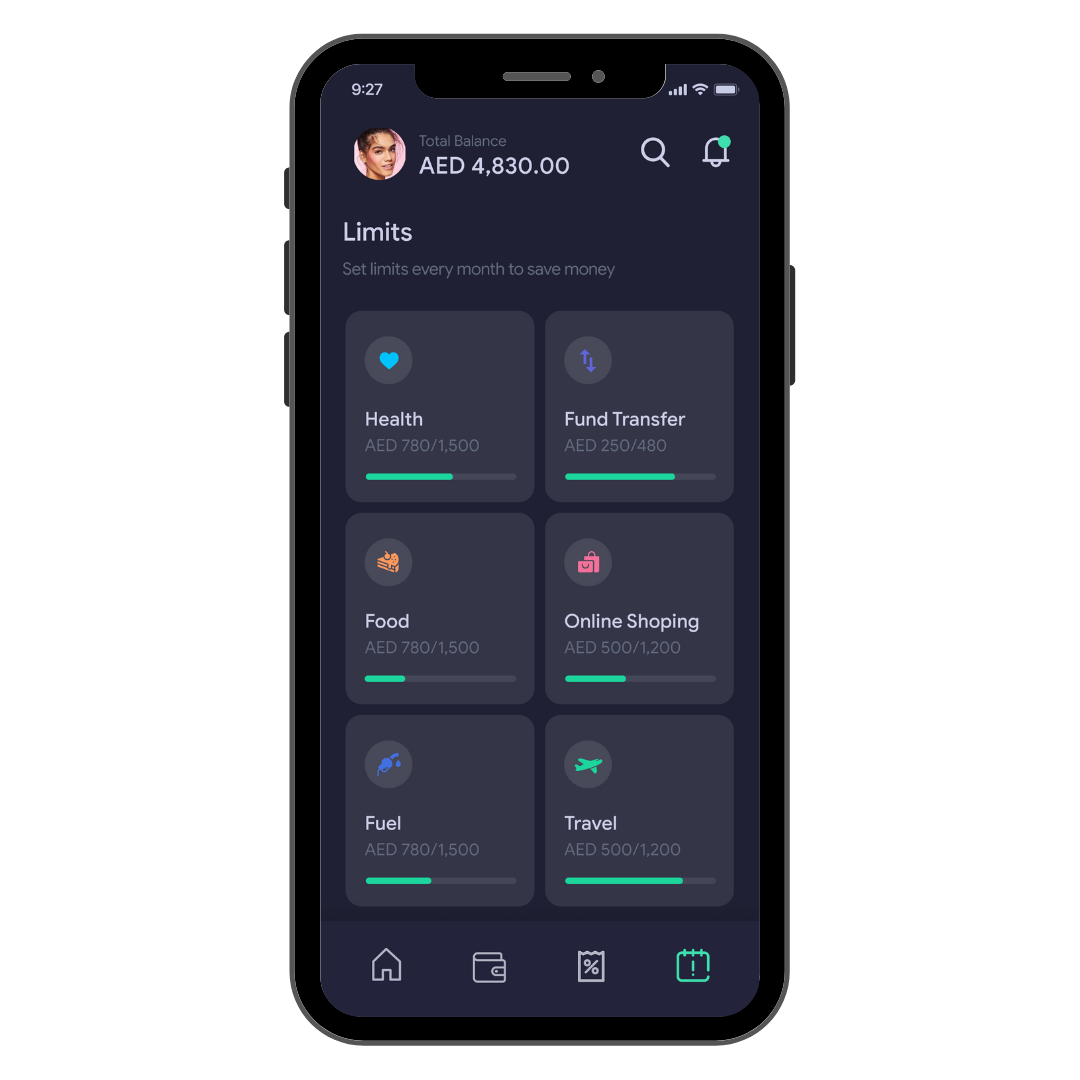 9:27
Total Balance
AED 4,830.00
Limits
Set limits every month to save money
Health
AED 780/1,500
Fund Transfer
AED 250/480
Food
AED 780/1,500
Online Shoping
AED 500/1,200
Fuel
AED 780/1,500
Travel
AED 500/1,200
%
!